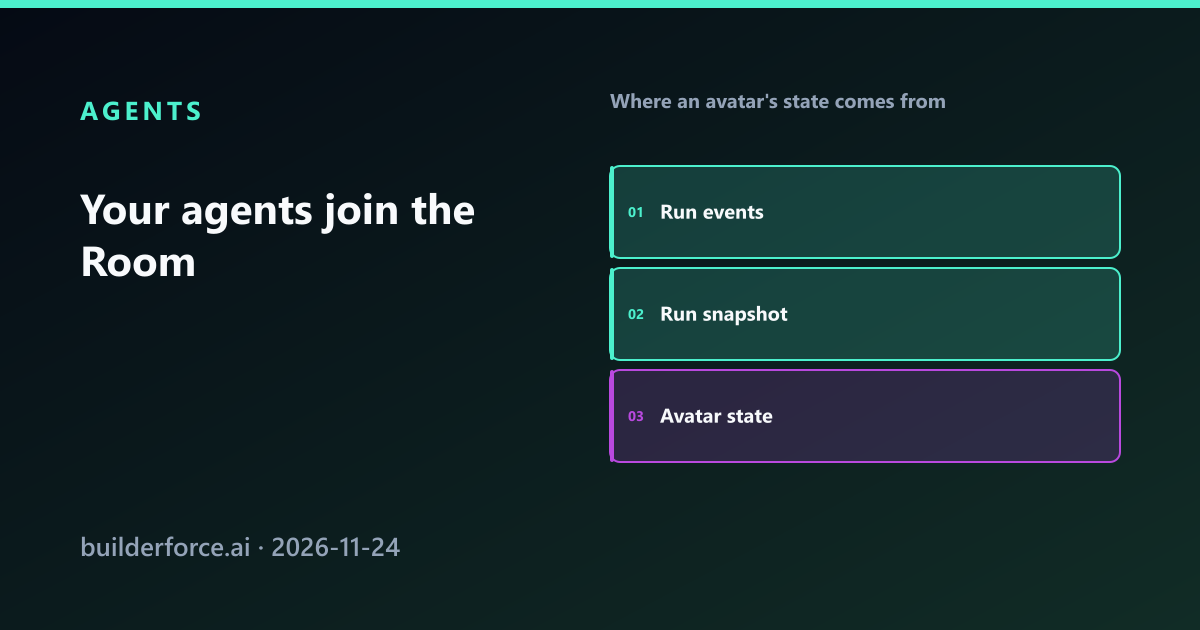 AGENTS
Your agents join the
Room
builderforce.ai · 2026-11-24
Where an avatar's state comes from
01 Run events
02 Run snapshot
03 Avatar state